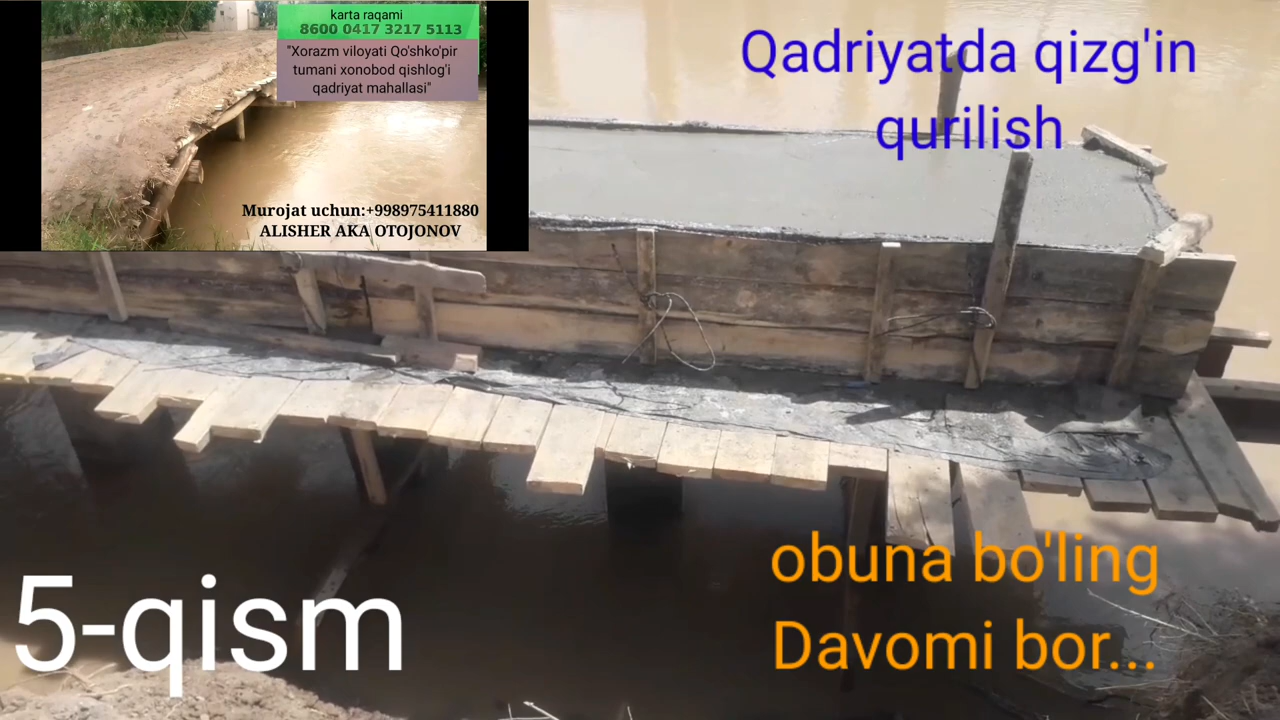 karta raqami
8600 0417 3217 5113
"Xorazm viloyati Qo'shko'pir
tumani xonobod qishlog'i
qadriyat mahallasi"
Murojat uchun:+998975411880
ALISHER AKA OTOJONOV
Qadriyatda qizg'in
qurilish
5-qism
obuna bo'ling
Davomi bor...